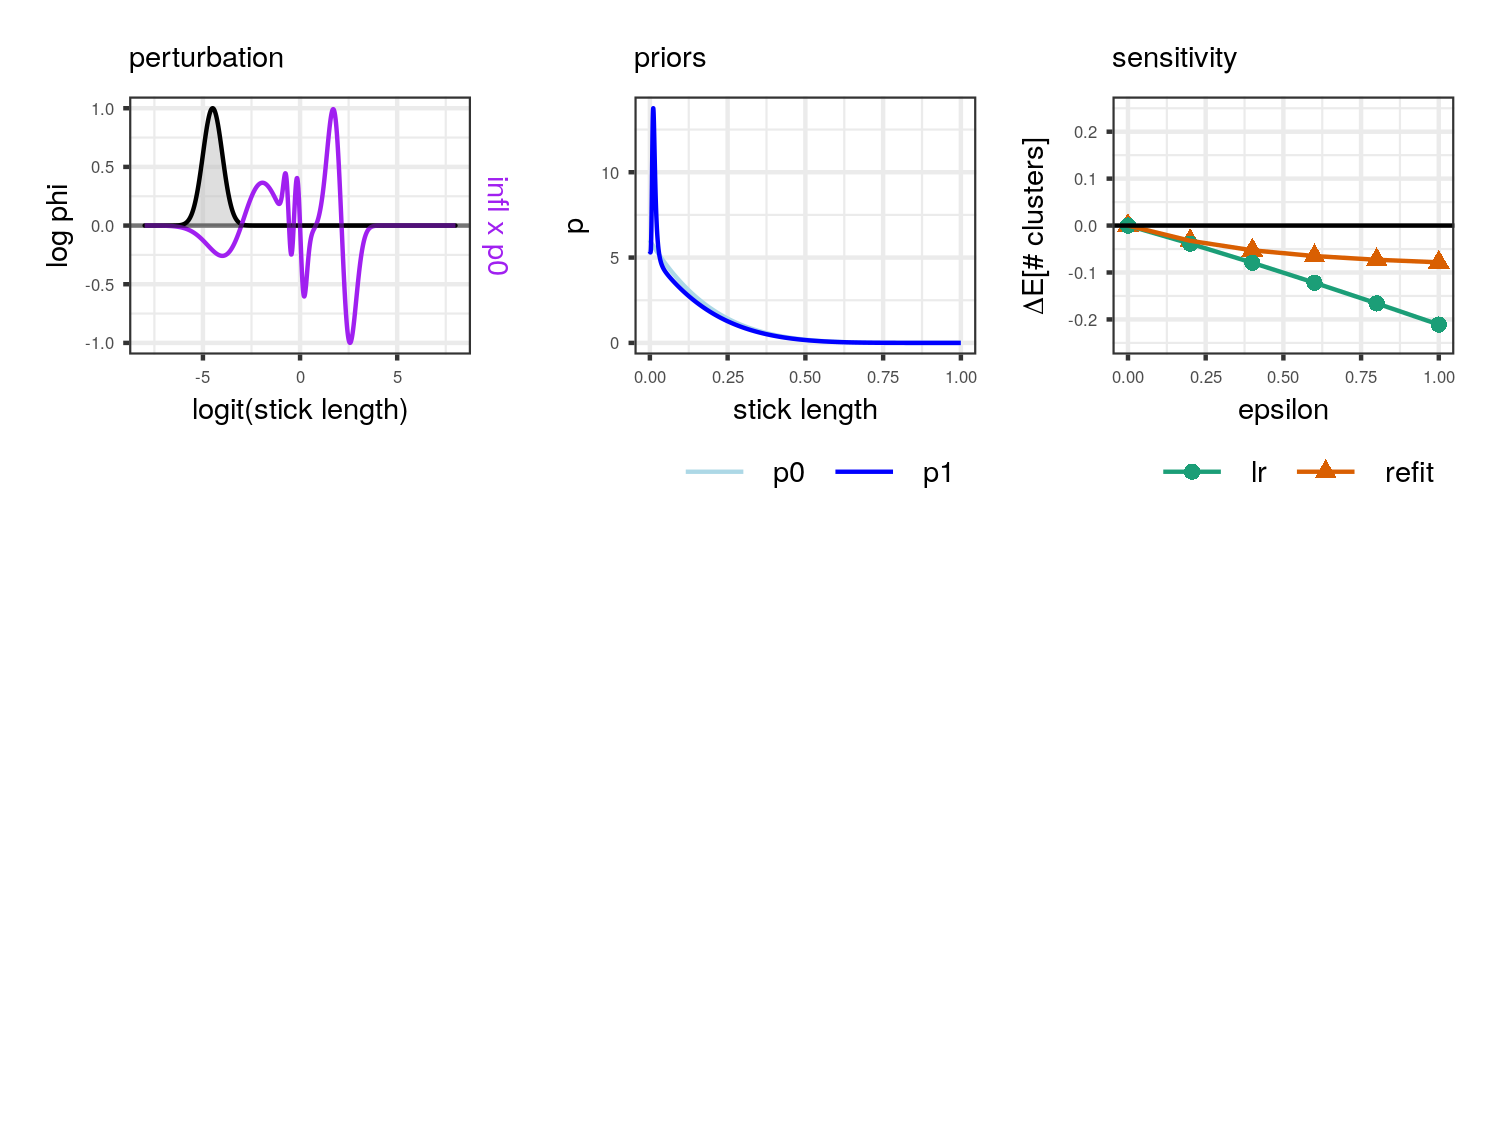 perturbation
1.0
0.5
0.0
-0.5
-1.0
log phi
infl x p0
-5
0
5
logit(stick length)
priors
10
5
0
p
0.00
0.25
0.50
0.75
1.00
stick length
p0
p1
sensitivity
0.2
0.1
0.0
-0.1
-0.2
ΔE[# clusters]
0.00
0.25
0.50
0.75
1.00
epsilon
lr
refit